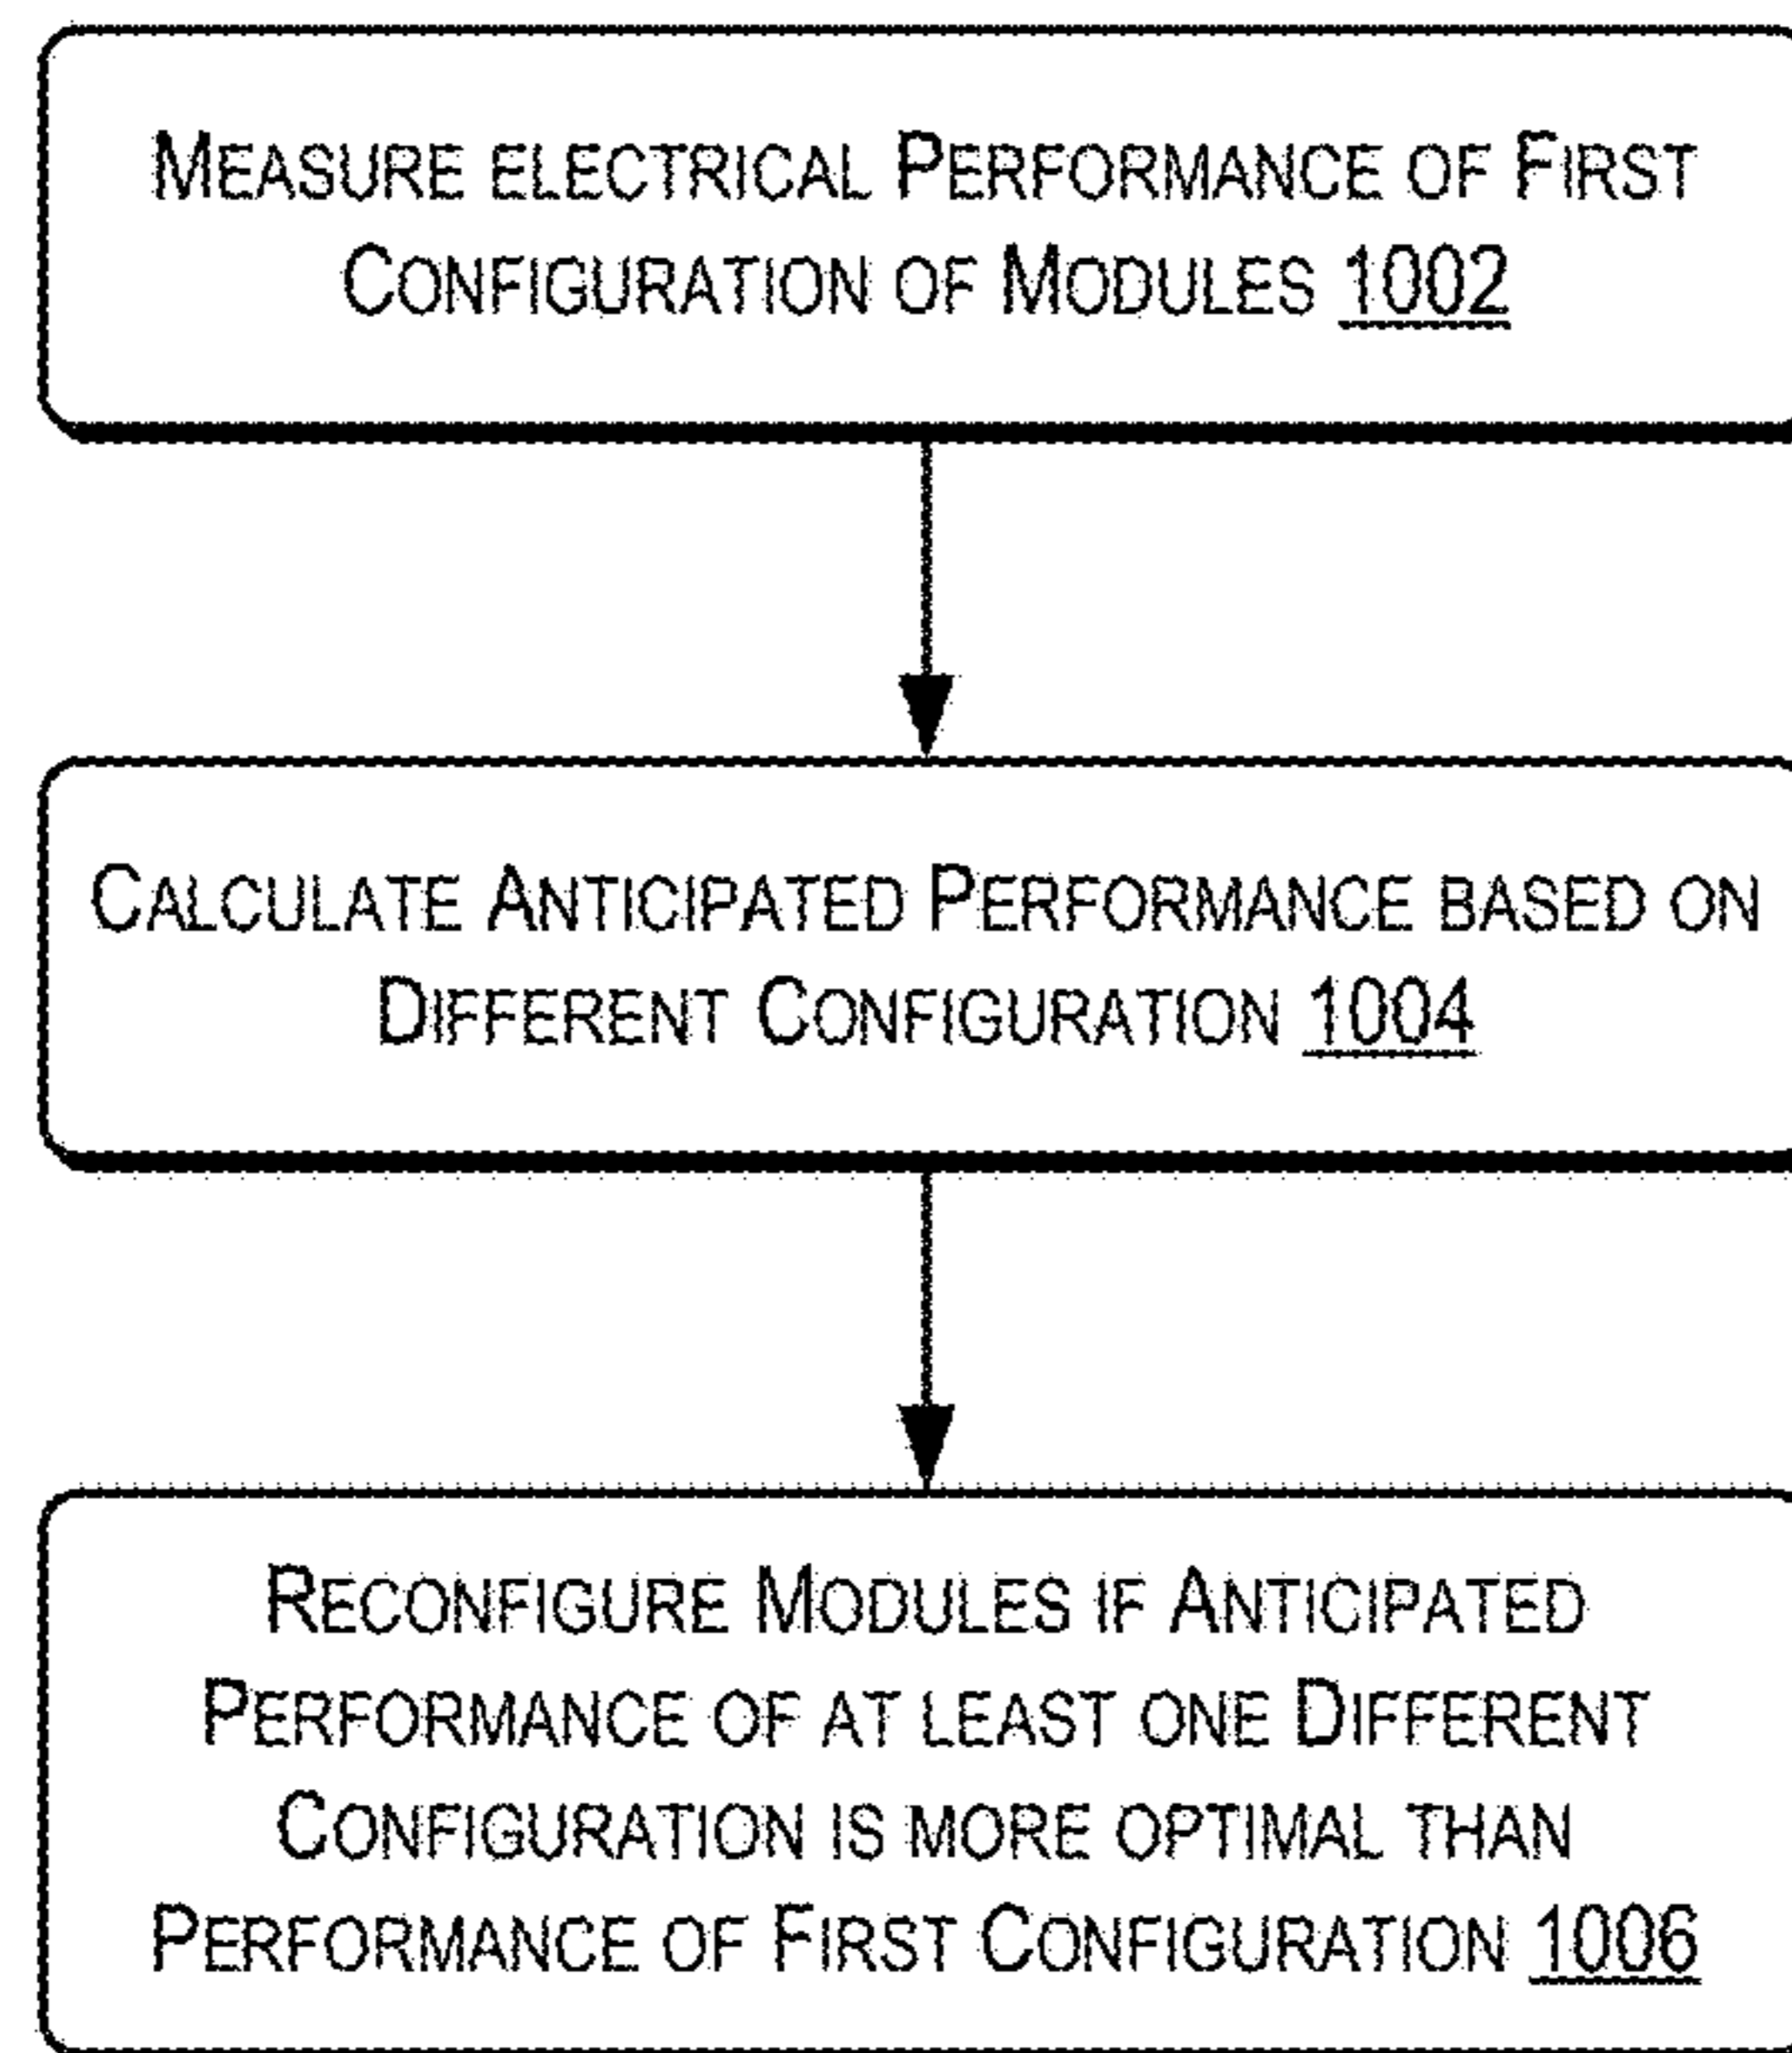 MEASURE ELECTRICAL PERFORMANCE OF FIRST
CONFIGURATION OF MODULES 1002
CALCULATE ANTICIPATED PERFORMANCE BASED ON
DIFFERENT CONFIGURATION 1004
RECONFIGURE MODULES IF ANTICIPATED
PERFORMANCE OF AT LEAST ONE DIFFERENT
CONFIGURATION IS MORE OPTIMAL THAN
PERFORMANCE OF FIRST CONFIGURATION 1006